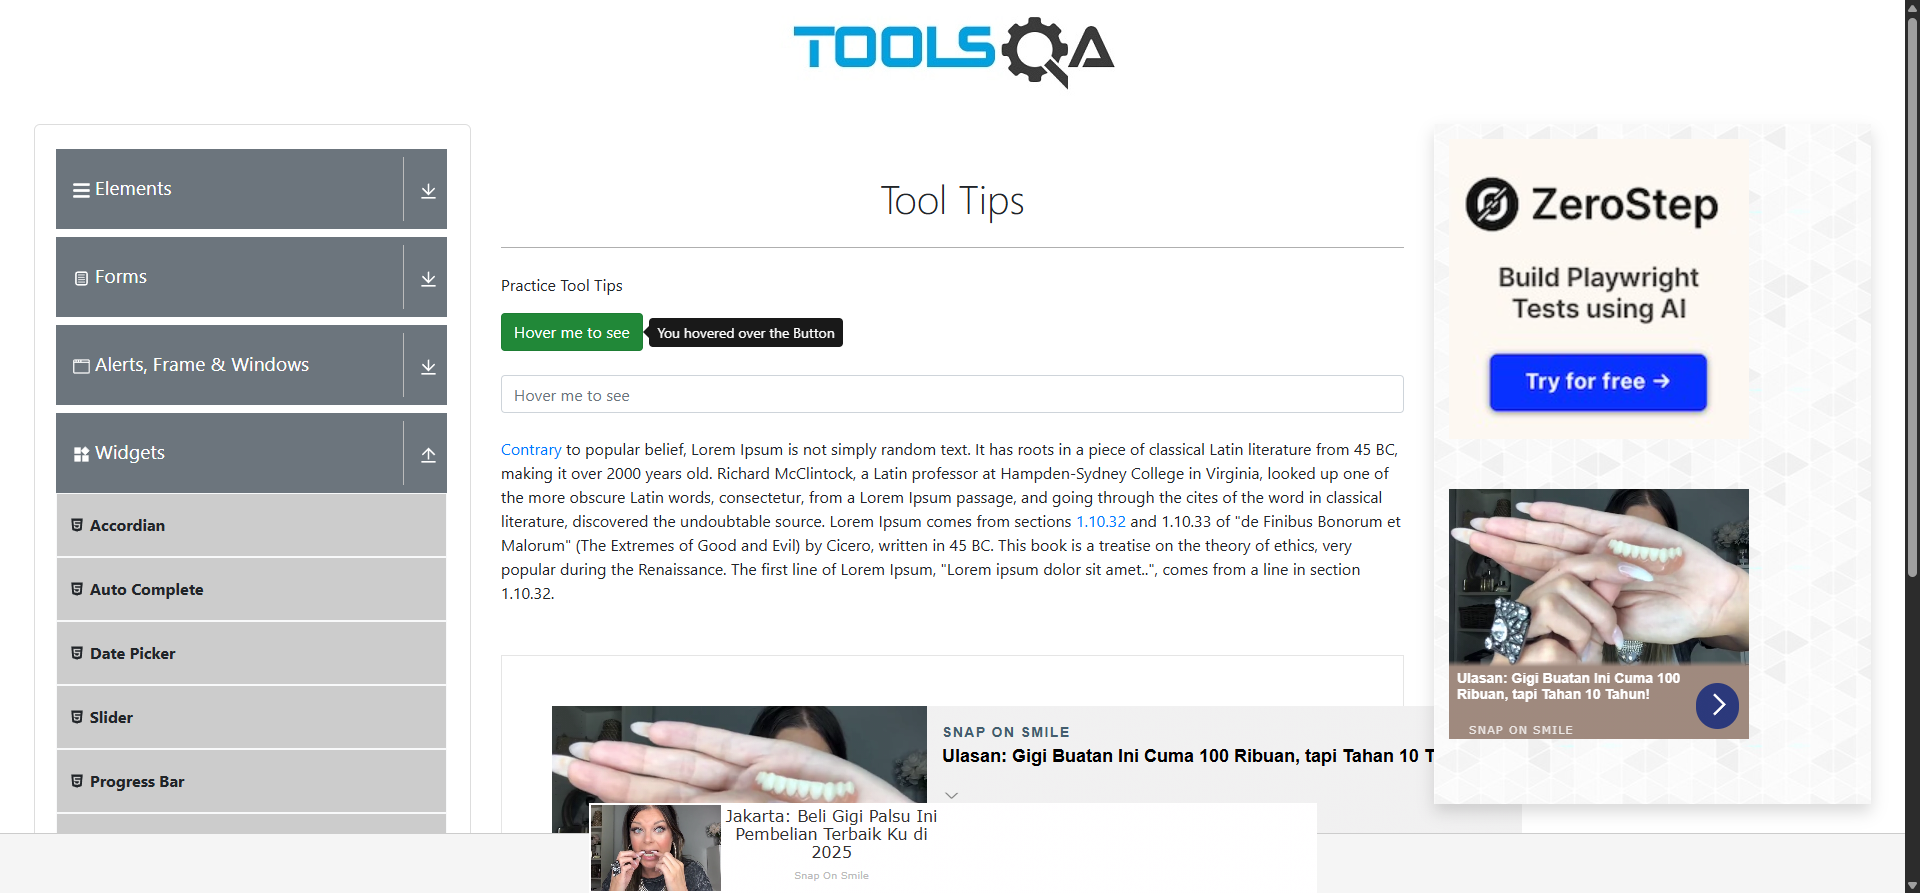 TOOLSQA
Elements
Forms
Alerts, Frame & Windows
Widgets
Accordian
Auto Complete
Date Picker
Slider
Progress Bar
Tool Tips
Practice Tool Tips
Hover me to see
You hovered over the Button
Hover me to see
Contrary to popular belief, Lorem Ipsum is not simply random text. It has roots in a piece of classical Latin literature from 45 BC,
making it over 2000 years old. Richard McClintock, a Latin professor at Hampden-Sydney College in Virginia, looked up one of
the more obscure Latin words, consectetur, from a Lorem Ipsum passage, and going through the cites of the word in classical
literature, discovered the undoubtable source. Lorem Ipsum comes from sections 1.10.32 and 1.10.33 of "de Finibus Bonorum et
Malorum" (The Extremes of Good and Evil) by Cicero, written in 45 BC. This book is a treatise on the theory of ethics, very
popular during the Renaissance. The first line of Lorem Ipsum, "Lorem ipsum dolor sit amet..", comes from a line in section
1.10.32.
SNAP ON SMILE
Ulasan: Gigi Buatan Ini Cuma 100 Ribuan, tapi Tahan 10 T
Jakarta: Beli Gigi Palsu Ini
Pembelian Terbaik Ku di
2025
Snap On Smile
ZeroStep
Build Playwright
Tests using AI
Try for free →
Ulasan: Gigi Buatan Ini Cuma 100
Ribuan, tapi Tahan 10 Tahun!
SNAP ON SMILE